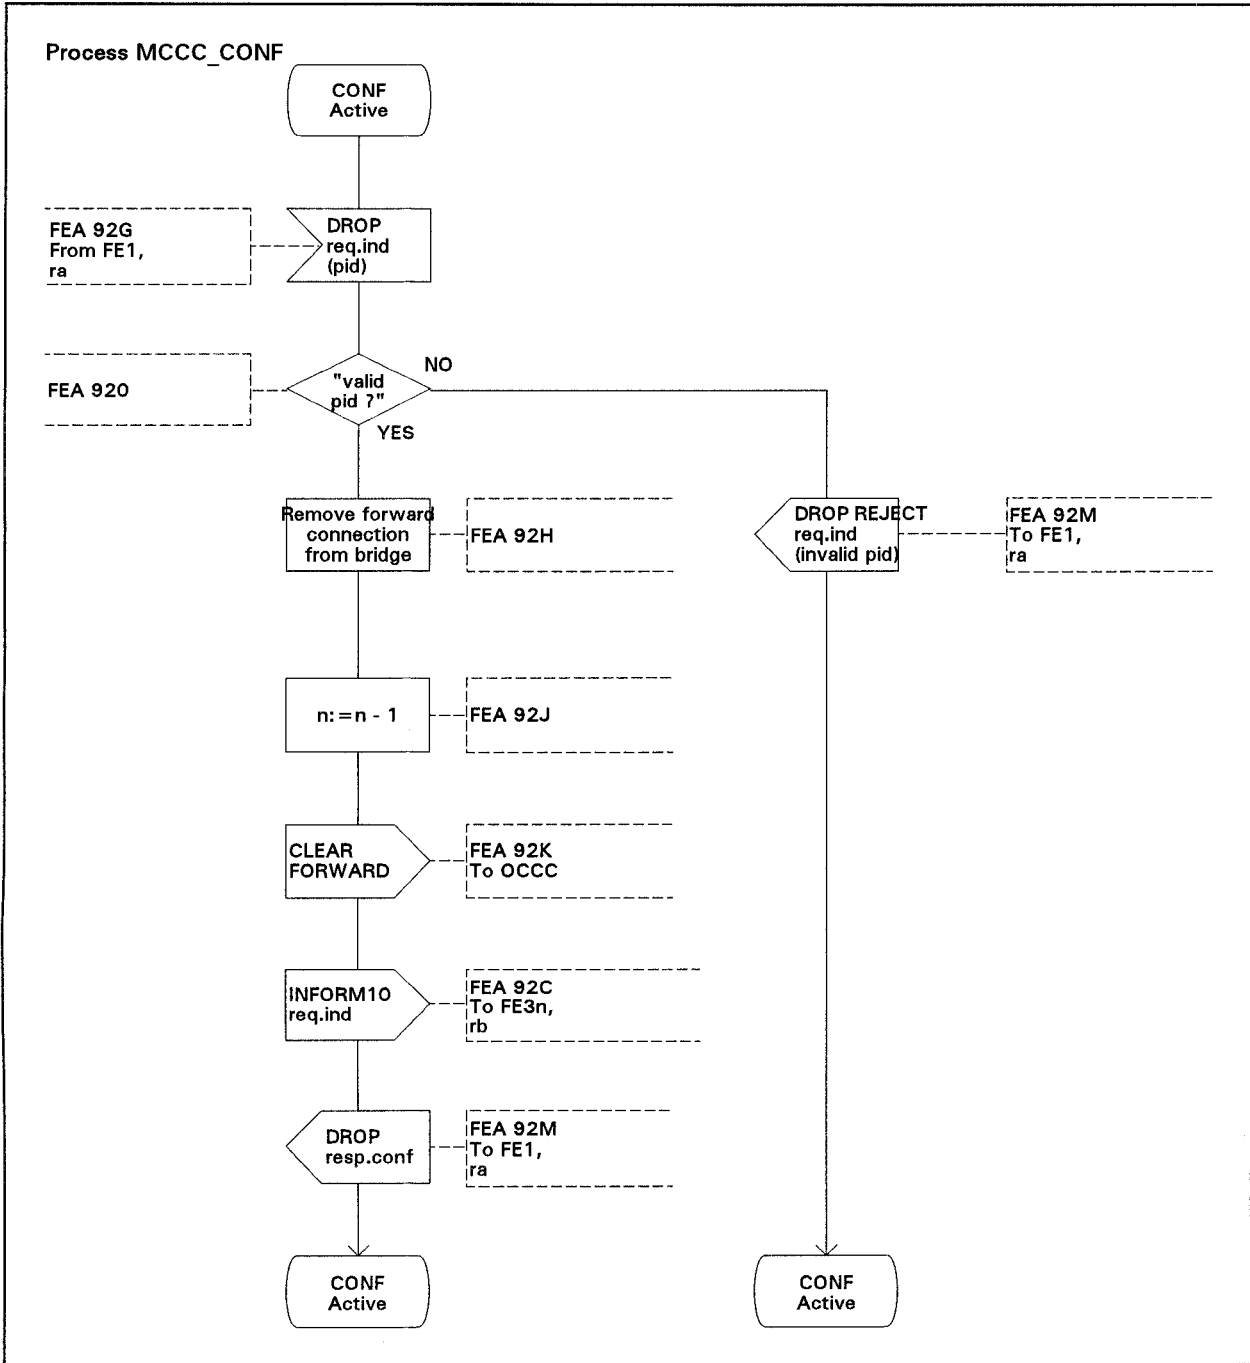 Process MCCC_CONF
CONF
Active
FEA 92G
From FE1,
ra
DROP
req.ind
(pid)
FEA 920
"valid
pid ?"
NO
YES
Remove forward
connection
from bridge
FEA 92H
DROP REJECT
req.ind
(invalid pid)
FEA 92M
To FE1,
ra
n:=n - 1
FEA 92J
CLEAR
FORWARD
FEA 92K
To OCCC
INFORM10
req.ind
FEA 92C
To FE3n,
rb
DROP
resp.conf
FEA 92M
To FE1,
ra
CONF
Active
CONF
Active